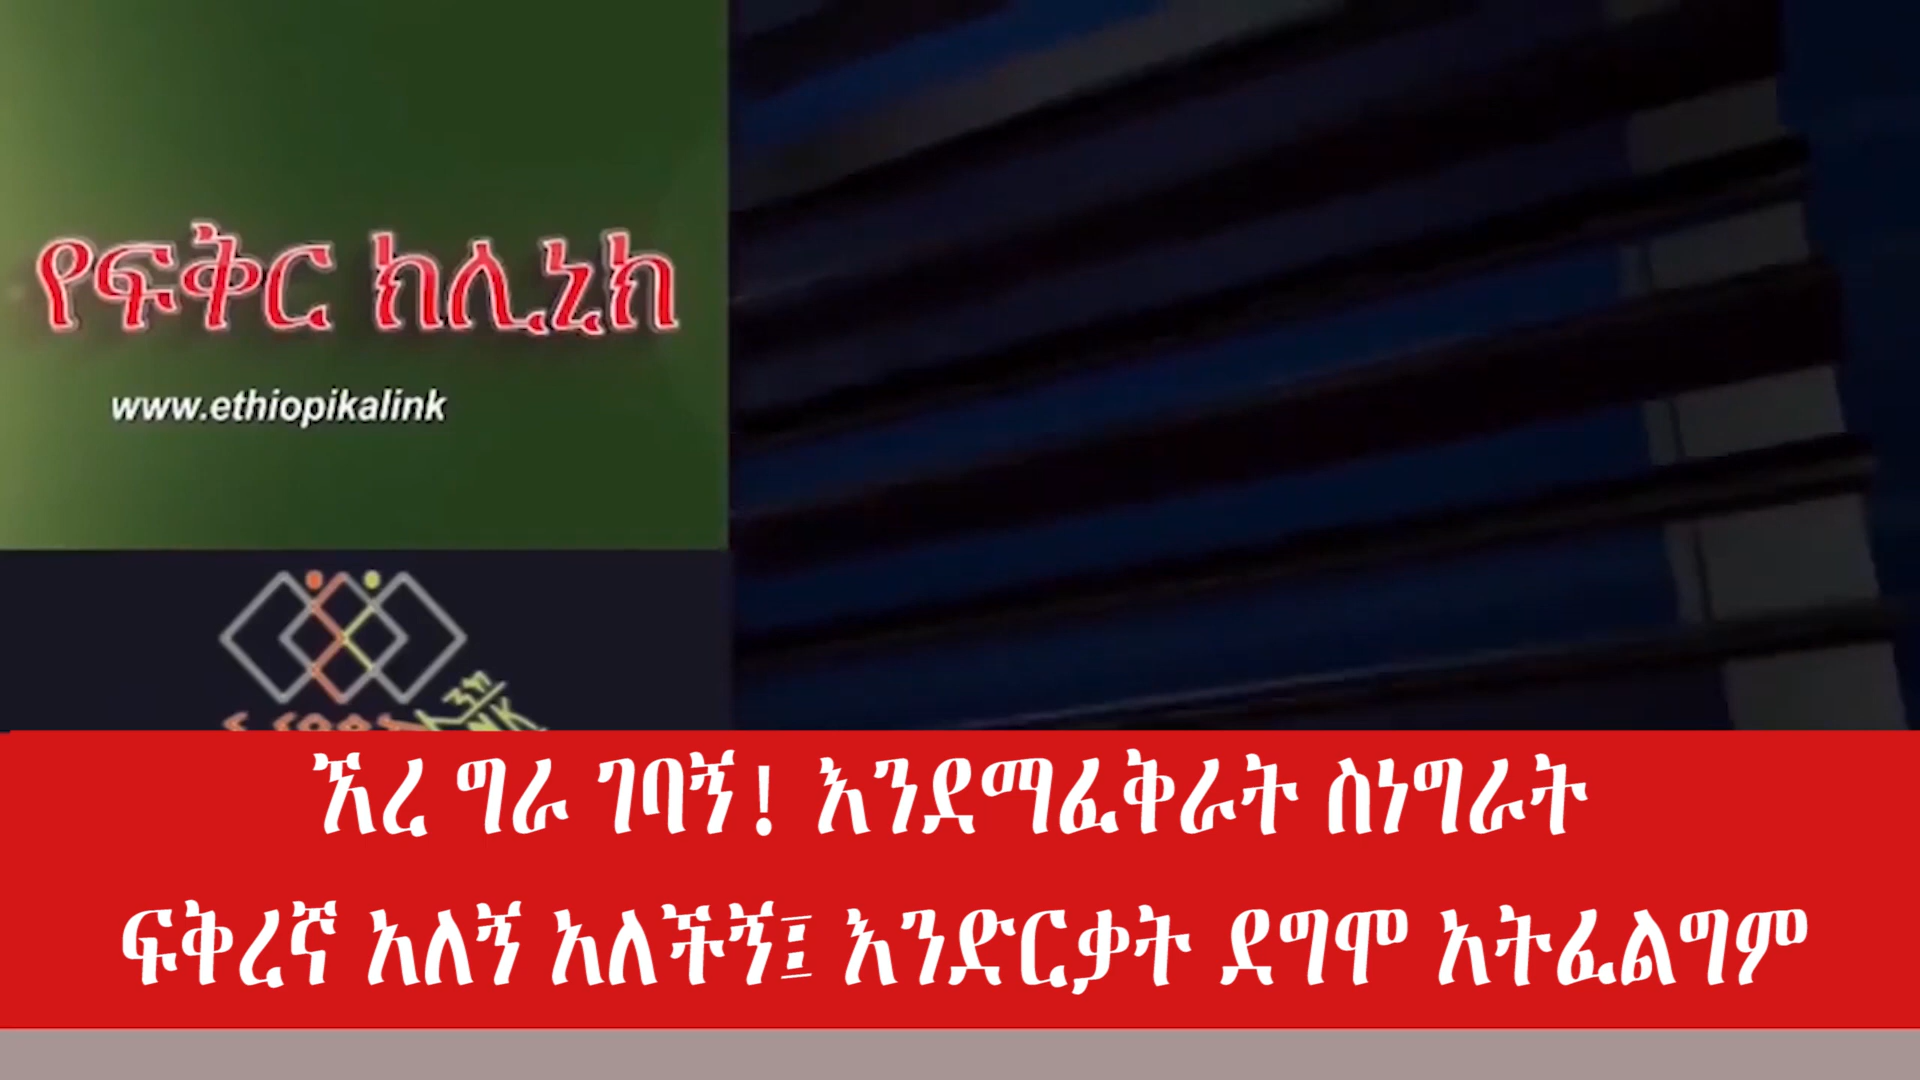 የፍቅር ክሊኒክ
www.ethiopikalink
ኧረ ግራ ገባኝ! እንደማፈቅራት ስነግራት
ፍቅረኛ አለኝ አለችኝ፤ እንድርቃት ደግሞ አትፈልግም